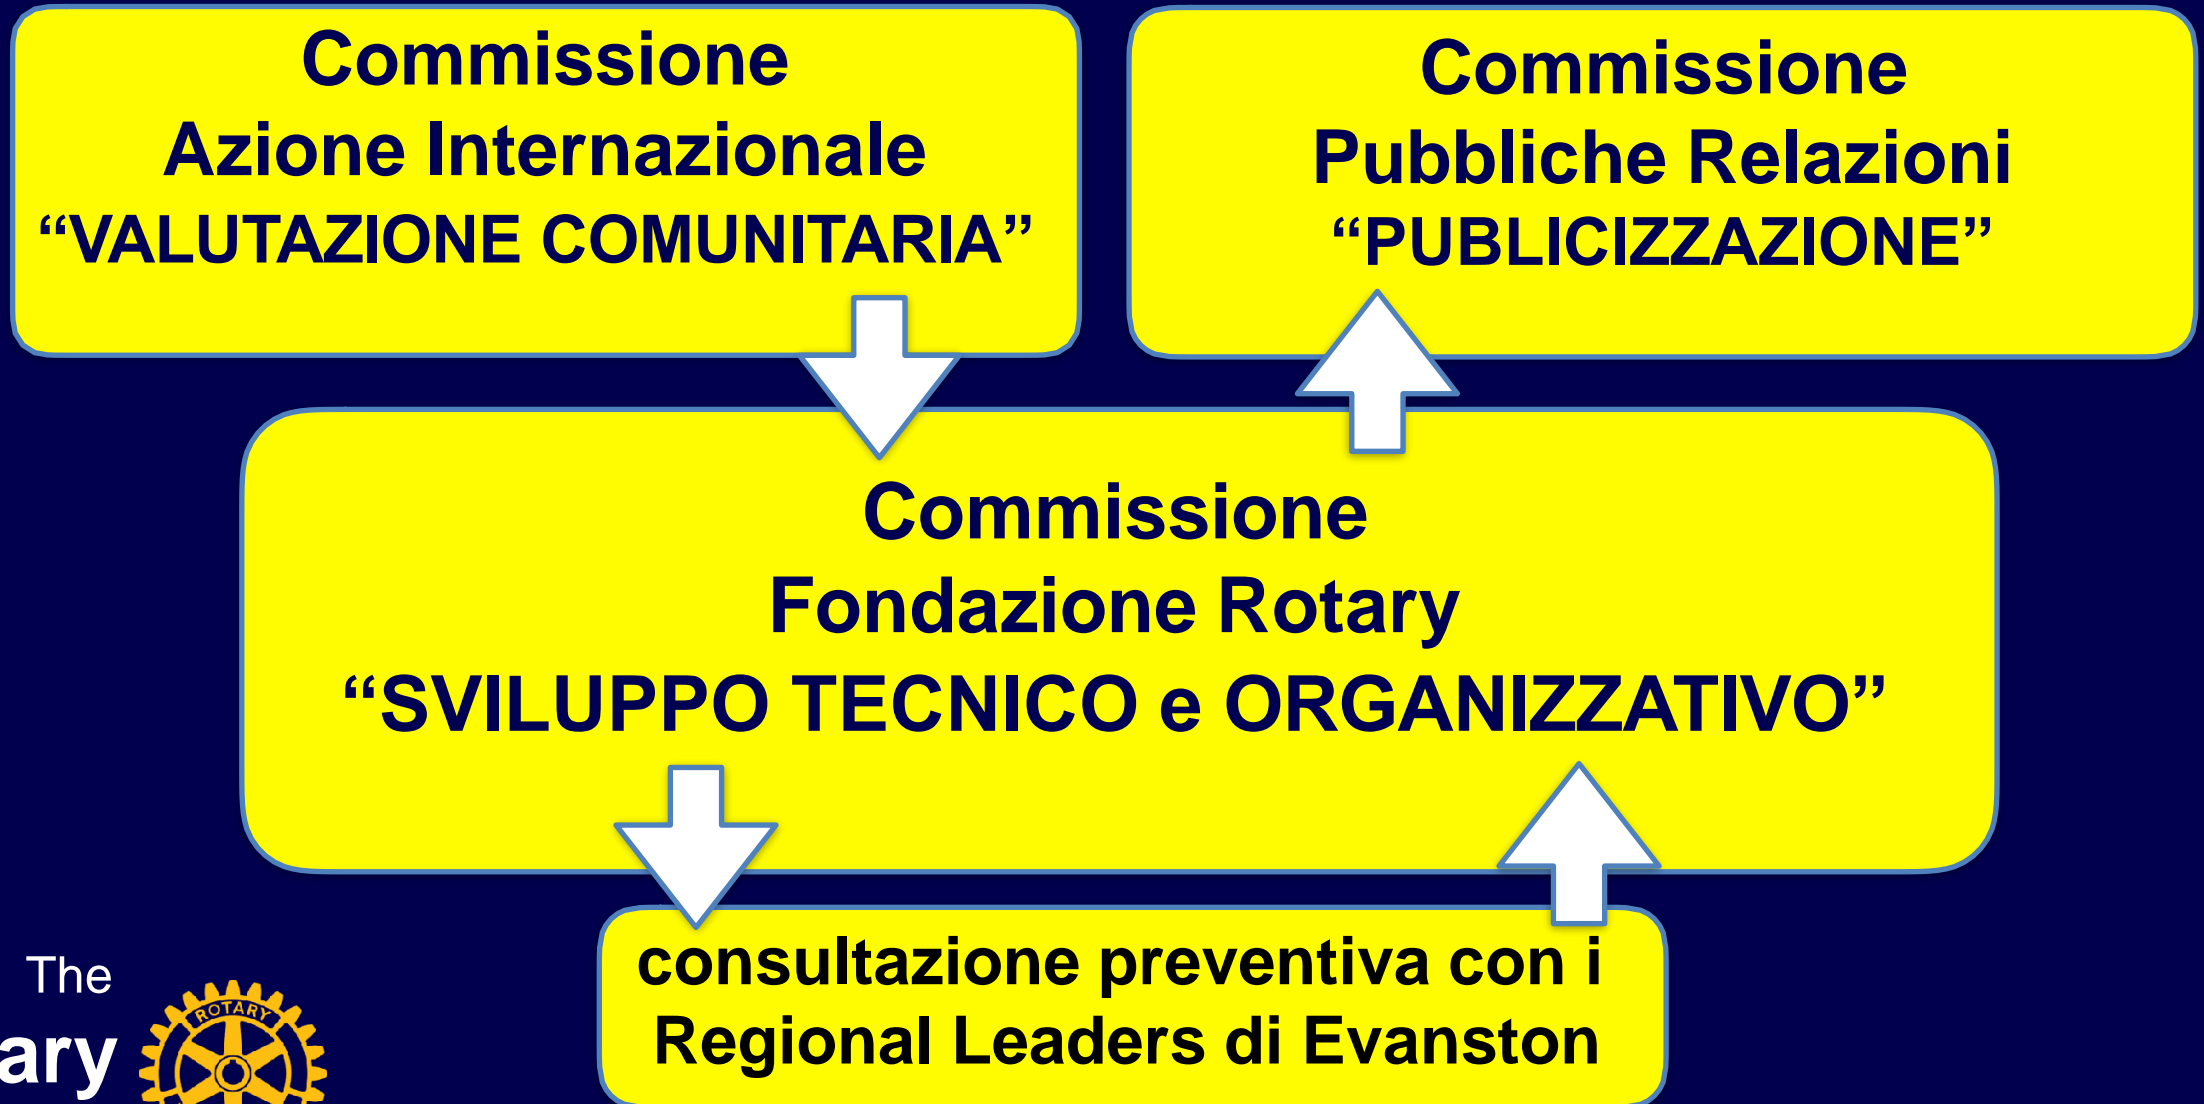 Commissione
Azione Internazionale
“VALUTAZIONE COMUNITARIA”
Commissione
Pubbliche Relazioni
“PUBLICIZZAZIONE”
Commissione
Fondazione Rotary
“SVILUPPO TECNICO e ORGANIZZATIVO”
consultazione preventiva con i
Regional Leaders di Evanston
The
ary
ROTARY